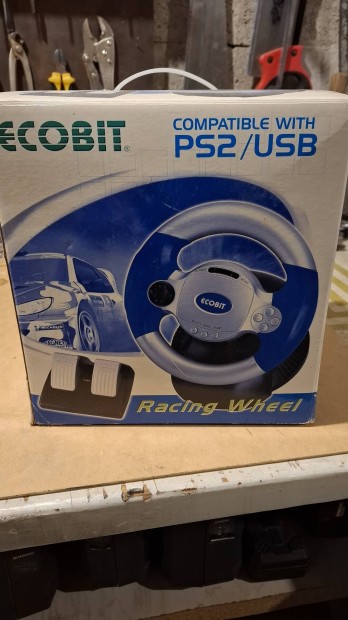 ECOBIT®
COMPATIBLE WITH
PS2/USB
ECOBIT
Racing Wheel